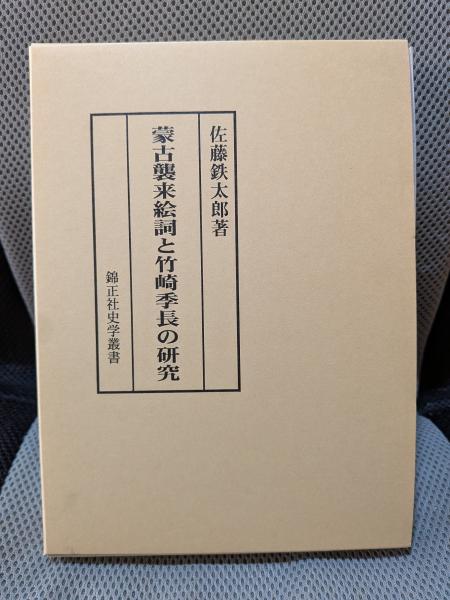 佐藤鉄太郎著
蒙古襲来絵詞と竹崎季長の研究
錦正社史学叢書